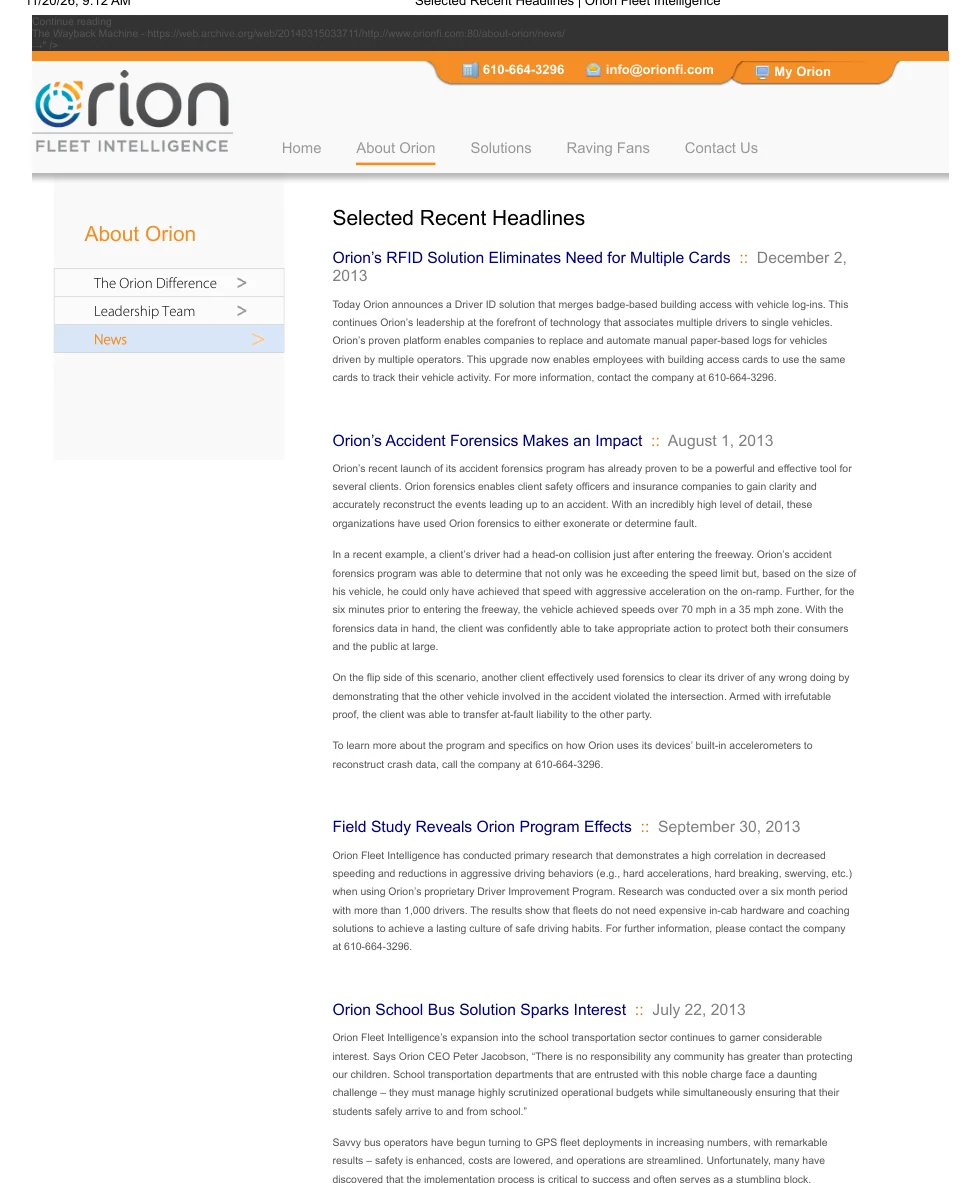 11/20/26, 9:12 AM
Selected Recent Headlines | Orion Fleet Intelligence
Continue reading
The Wayback Machine - https://web.archive.org/web/20140315033711/http://www.orionfi.com:80/about-orion/news/
→" />
610-664-3296 info@orionfi.com My Orion
orion
FLEET INTELLIGENCE
Home About Orion Solutions Raving Fans Contact Us
About Orion
The Orion Difference >
Leadership Team >
News >
Selected Recent Headlines
Orion’s RFID Solution Eliminates Need for Multiple Cards :: December 2,
2013
Today Orion announces a Driver ID solution that merges badge-based building access with vehicle log-ins. This
continues Orion’s leadership at the forefront of technology that associates multiple drivers to single vehicles.
Orion’s proven platform enables companies to replace and automate manual paper-based logs for vehicles
driven by multiple operators. This upgrade now enables employees with building access cards to use the same
cards to track their vehicle activity. For more information, contact the company at 610-664-3296.
Orion’s Accident Forensics Makes an Impact :: August 1, 2013
Orion’s recent launch of its accident forensics program has already proven to be a powerful and effective tool for
several clients. Orion forensics enables client safety officers and insurance companies to gain clarity and
accurately reconstruct the events leading up to an accident. With an incredibly high level of detail, these
organizations have used Orion forensics to either exonerate or determine fault.
In a recent example, a client’s driver had a head-on collision just after entering the freeway. Orion’s accident
forensics program was able to determine that not only was he exceeding the speed limit but, based on the size of
his vehicle, he could only have achieved that speed with aggressive acceleration on the on-ramp. Further, for the
six minutes prior to entering the freeway, the vehicle achieved speeds over 70 mph in a 35 mph zone. With the
forensics data in hand, the client was confidently able to take appropriate action to protect both their consumers
and the public at large.
On the flip side of this scenario, another client effectively used forensics to clear its driver of any wrong doing by
demonstrating that the other vehicle involved in the accident violated the intersection. Armed with irrefutable
proof, the client was able to transfer at-fault liability to the other party.
To learn more about the program and specifics on how Orion uses its devices’ built-in accelerometers to
reconstruct crash data, call the company at 610-664-3296.
Field Study Reveals Orion Program Effects :: September 30, 2013
Orion Fleet Intelligence has conducted primary research that demonstrates a high correlation in decreased
speeding and reductions in aggressive driving behaviors (e.g., hard accelerations, hard breaking, swerving, etc.)
when using Orion’s proprietary Driver Improvement Program. Research was conducted over a six month period
with more than 1,000 drivers. The results show that fleets do not need expensive in-cab hardware and coaching
solutions to achieve a lasting culture of safe driving habits. For further information, please contact the company
at 610-664-3296.
Orion School Bus Solution Sparks Interest :: July 22, 2013
Orion Fleet Intelligence’s expansion into the school transportation sector continues to garner considerable
interest. Says Orion CEO Peter Jacobson, “There is no responsibility any community has greater than protecting
our children. School transportation departments that are entrusted with this noble charge face a daunting
challenge – they must manage highly scrutinized operational budgets while simultaneously ensuring that their
students safely arrive to and from school.”
Savvy bus operators have begun turning to GPS fleet deployments in increasing numbers, with remarkable
results – safety is enhanced, costs are lowered, and operations are streamlined. Unfortunately, many have
discovered that the implementation process is critical to success and often serves as a stumbling block.